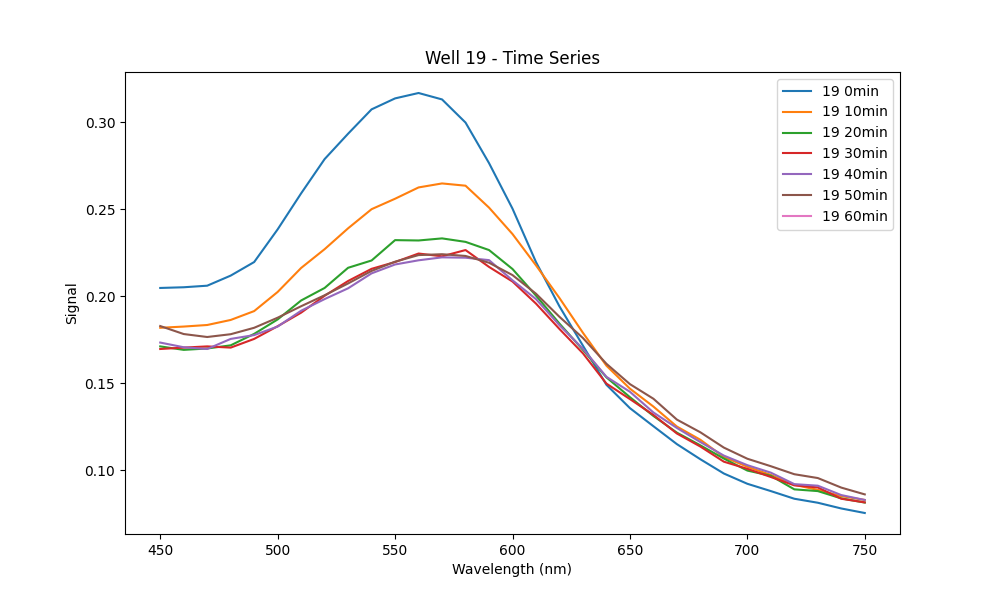 Well 19 - Time Series
19 0min
19 10min
19 20min
19 30min
19 40min
19 50min
19 60min
Signal
0.30
0.25
0.20
0.15
0.10
450 500 550 600 650 700 750
Wavelength (nm)